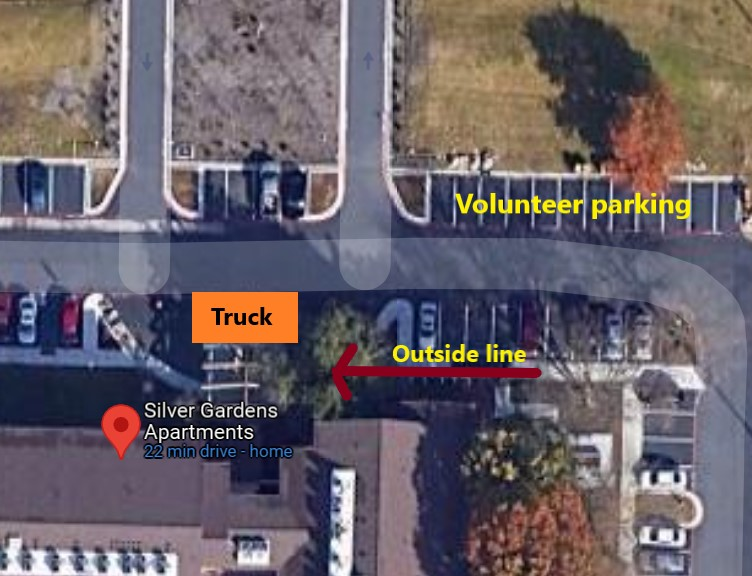 Volunteer parking
Truck
Outside line
Silver Gardens
Apartments
22 min drive - home